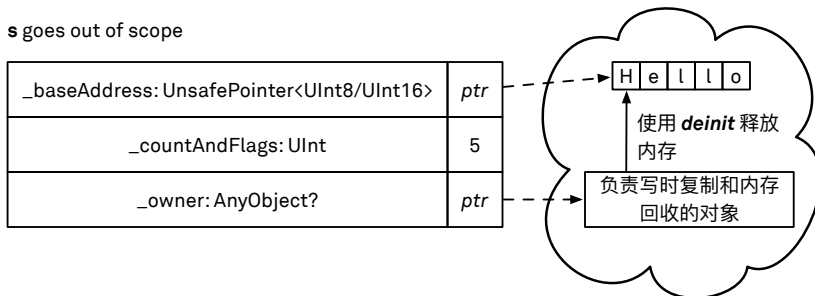 s goes out of scope
_baseAddress: UnsafePointer<UInt8/UInt16> ptr
_countAndFlags: UInt 5
_owner: AnyObject? ptr
H e l l o
使用 deinit 释放
内存
负责写时复制和内存
回收的对象